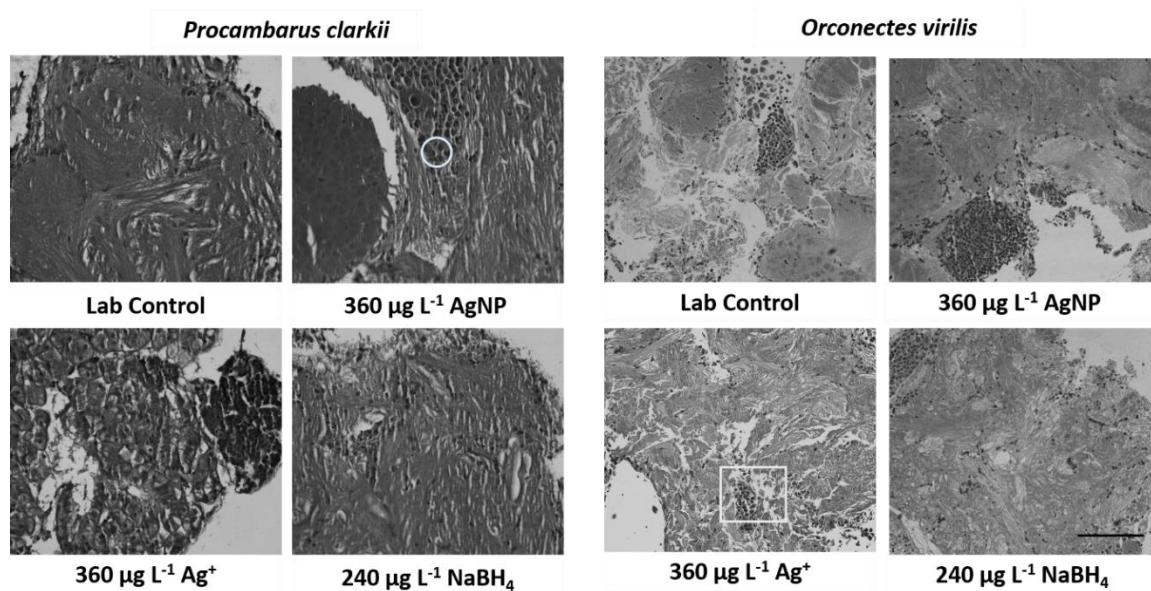 Procambarus clarkii
Orconectes virilis
Lab Control
360 µg L⁻¹ AgNP
Lab Control
360 µg L⁻¹ AgNP
360 µg L⁻¹ Ag⁺
240 µg L⁻¹ NaBH₄
360 µg L⁻¹ Ag⁺
240 µg L⁻¹ NaBH₄